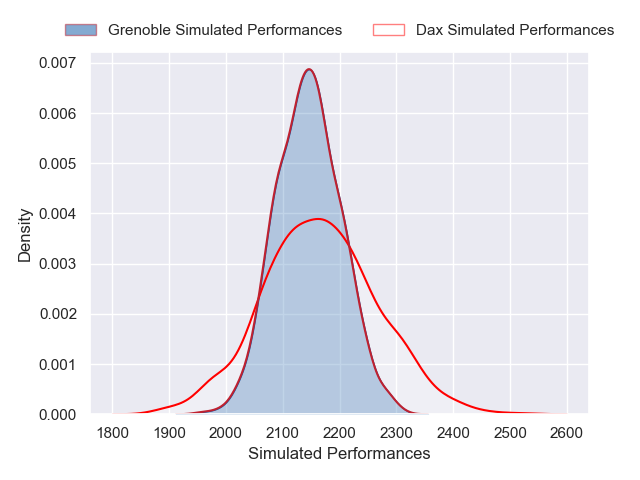 Grenoble Simulated Performances Dax Simulated Performances
0.007
0.006
0.005
0.004
0.003
0.002
0.001
0.000
Density
1800 1900 2000 2100 2200 2300 2400 2500 2600
Simulated Performances